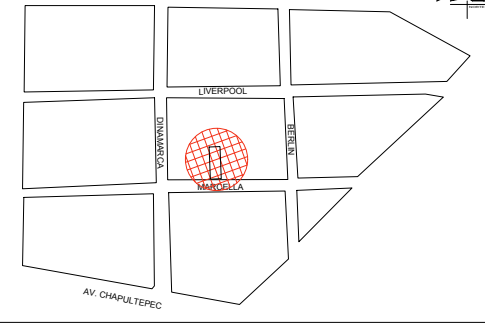 LIVERPOOL
DINAMARCA
BERLIN
MARCELLA
AV. CHAPULTEPEC